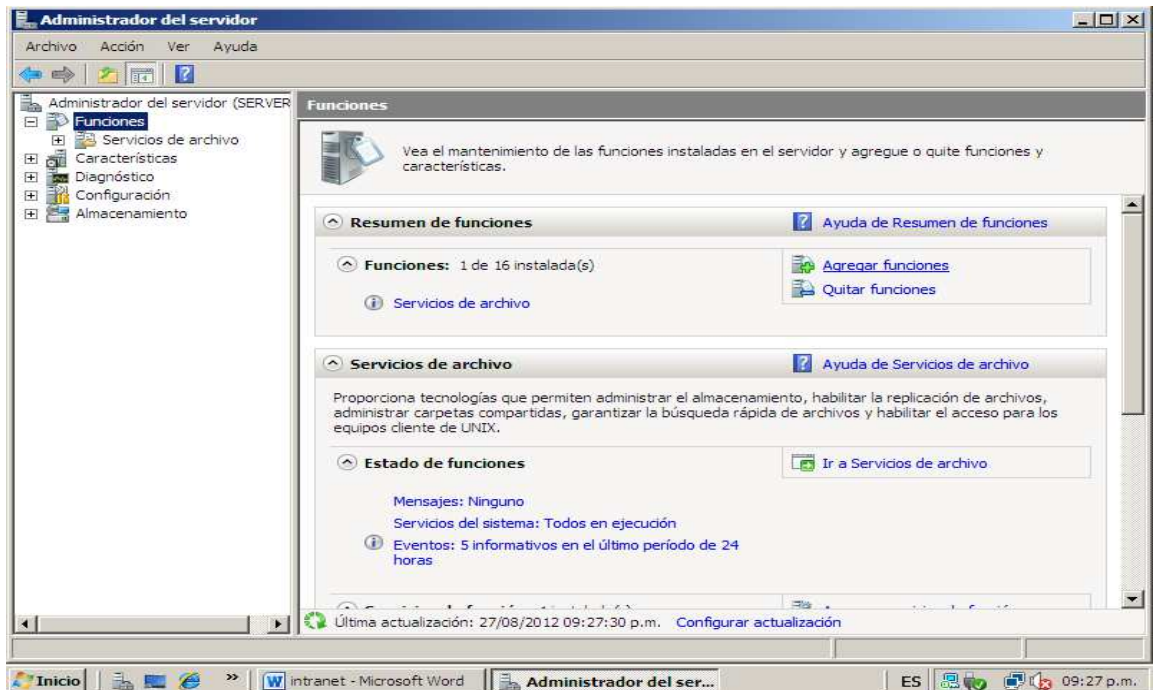 Administrador del servidor
Archivo Acción Ver Ayuda
Administrador del servidor (SERVER
Funciones
Servicios de archivo
Características
Diagnóstico
Configuración
Almacenamiento
Funciones
Vea el mantenimiento de las funciones instaladas en el servidor y agregue o quite funciones y
características.
Resumen de funciones
Ayuda de Resumen de funciones
Funciones: 1 de 16 instalada(s)
Agregar funciones
Quitar funciones
Servicios de archivo
Servicios de archivo
Ayuda de Servicios de archivo
Proporciona tecnologías que permiten administrar el almacenamiento, habilitar la replicación de archivos,
administrar carpetas compartidas, garantizar la búsqueda rápida de archivos y habilitar el acceso para los
equipos cliente de UNIX.
Estado de funciones
Ir a Servicios de archivo
Mensajes: Ninguno
Servicios del sistema: Todos en ejecución
Eventos: 5 informativos en el último período de 24
horas
Última actualización: 27/08/2012 09:27:30 p.m. Configurar actualización
Inicio
»
intranet - Microsoft Word
Administrador del ser...
ES
09:27 p.m.